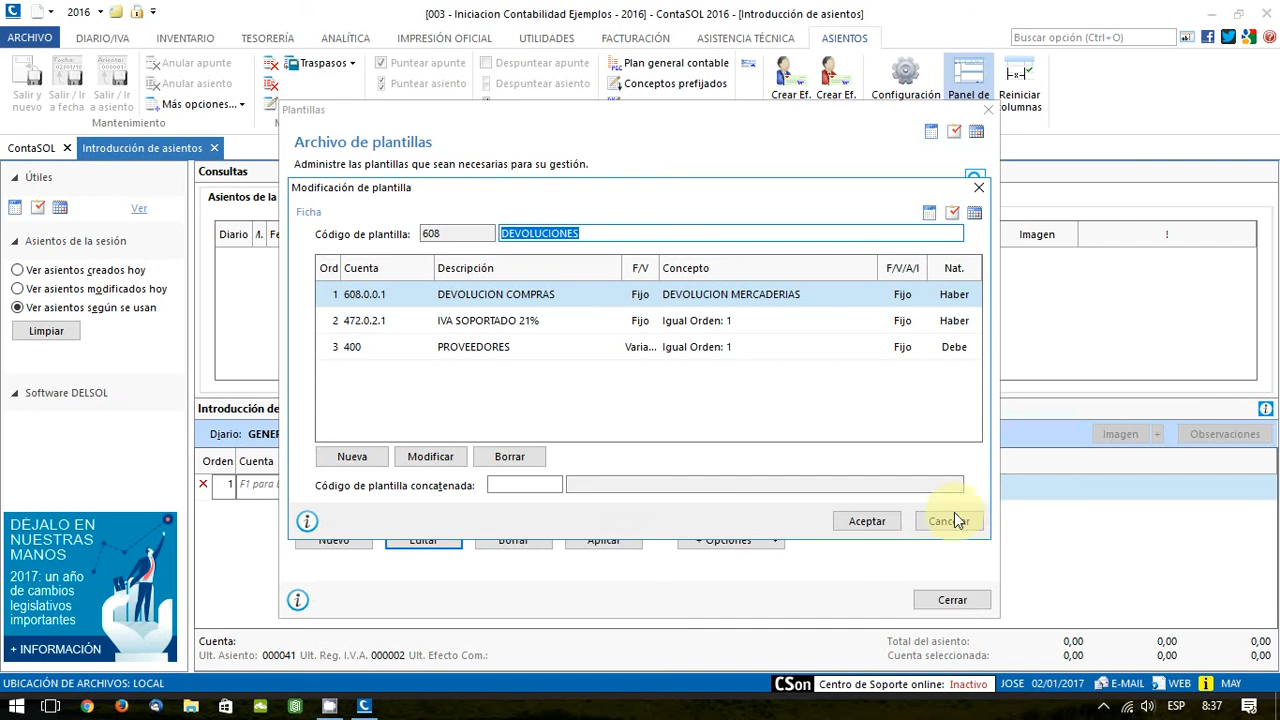 2016
[003 - Iniciacion Contabilidad Ejemplos - 2016] - ContaSOL 2016 - [Introducción de asientos]
ARCHIVO DIARIO/IVA INVENTARIO TESORERÍA ANALÍTICA IMPRESIÓN OFICIAL UTILIDADES FACTURACIÓN ASISTENCIA TÉCNICA ASIENTOS Buscar opción (Ctrl+O)
Salir y nuevo
Salir / Ir a fecha
Salir / Ir a asiento
Anular apunte
Anular asiento
Más opciones...
Mantenimiento
Traspasos
Puntear apunte
Puntear asiento
Despuntear apunte
Despuntear asiento
Plan general contable
Conceptos prefijados
Crear Ef.
Crear Ef.
Configuración
Panel de
Reiniciar
columnas
ContaSOL
Introducción de asientos
Útiles
Ver
Asientos de la sesión
Ver asientos creados hoy
Ver asientos modificados hoy
Ver asientos según se usan
Limpiar
Software DELSOL
DÉJALO EN
NUESTRAS
MANOS
2017: un año
de cambios
legislativos
importantes
+ INFORMACIÓN
Consultas
Asientos de la
Diario
Imagen !
Plantillas
Archivo de plantillas
Administre las plantillas que sean necesarias para su gestión.
Modificación de plantilla
Ficha
Código de plantilla: 608 DEVOLUCIONES
Ord Cuenta Descripción F/V Concepto F/V/A/I Nat.
1 608.0.0.1 DEVOLUCION COMPRAS Fijo DEVOLUCION MERCADERIAS Fijo Haber
2 472.0.2.1 IVA SOPORTADO 21% Fijo Igual Orden: 1 Fijo Haber
3 400 PROVEEDORES Varia... Igual Orden: 1 Fijo Debe
Nueva Modificar Borrar
Código de plantilla concatenada:
Aceptar Cancelar
Nuevo Editar Borrar Aplicar + Opciones
Cerrar
Introducción de
Diario: GENER
Imagen + Observaciones
Orden Cuenta
1 F1 para
Cuenta:
Ult. Asiento: 000041 Ult. Reg. I.V.A. 000002 Ult. Efecto Com.:
Total del asiento: 0,00 0,00 0,00
Cuenta seleccionada: 0,00 0,00 0,00
UBICACIÓN DE ARCHIVOS: LOCAL
CSon Centro de Soporte online: Inactivo JOSE 02/01/2017 E-MAIL WEB MAY
ESP 8:37